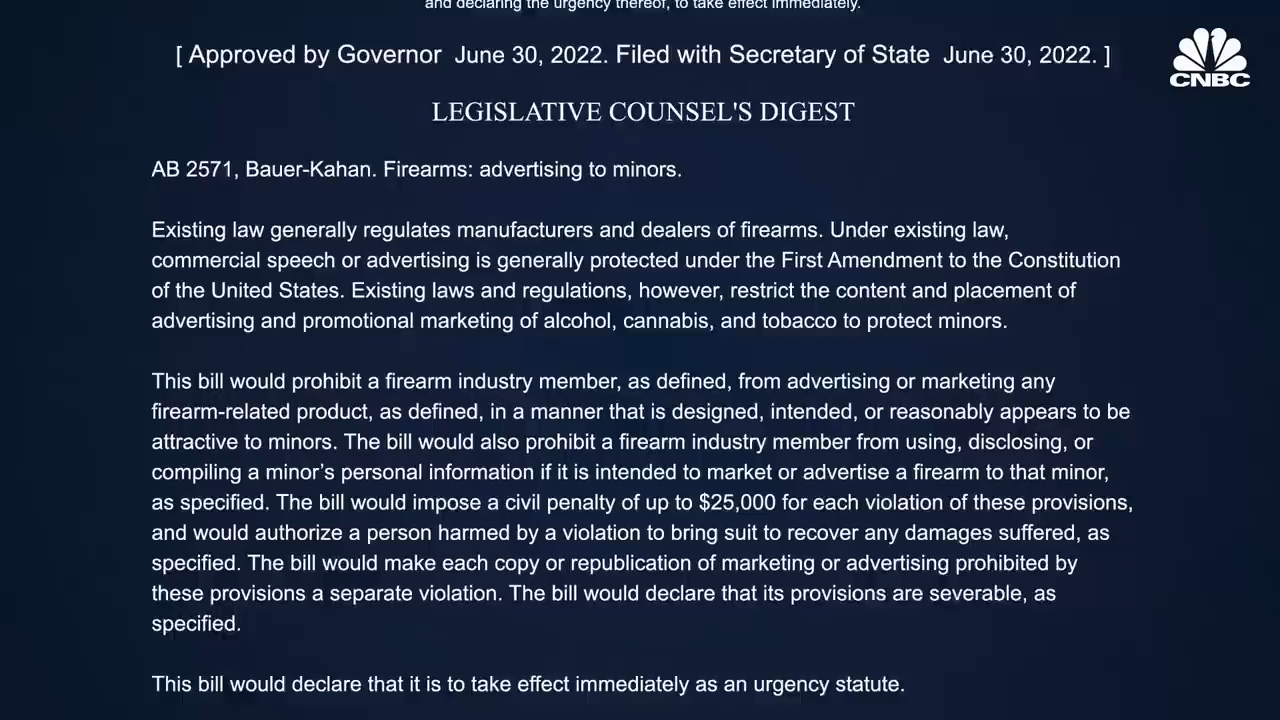 and declaring the urgency thereof, to take effect immediately.
[ Approved by Governor June 30, 2022. Filed with Secretary of State June 30, 2022. ]
CNBC
LEGISLATIVE COUNSEL'S DIGEST
AB 2571, Bauer-Kahan. Firearms: advertising to minors.
Existing law generally regulates manufacturers and dealers of firearms. Under existing law,
commercial speech or advertising is generally protected under the First Amendment to the Constitution
of the United States. Existing laws and regulations, however, restrict the content and placement of
advertising and promotional marketing of alcohol, cannabis, and tobacco to protect minors.
This bill would prohibit a firearm industry member, as defined, from advertising or marketing any
firearm-related product, as defined, in a manner that is designed, intended, or reasonably appears to be
attractive to minors. The bill would also prohibit a firearm industry member from using, disclosing, or
compiling a minor’s personal information if it is intended to market or advertise a firearm to that minor,
as specified. The bill would impose a civil penalty of up to $25,000 for each violation of these provisions,
and would authorize a person harmed by a violation to bring suit to recover any damages suffered, as
specified. The bill would make each copy or republication of marketing or advertising prohibited by
these provisions a separate violation. The bill would declare that its provisions are severable, as
specified.
This bill would declare that it is to take effect immediately as an urgency statute.